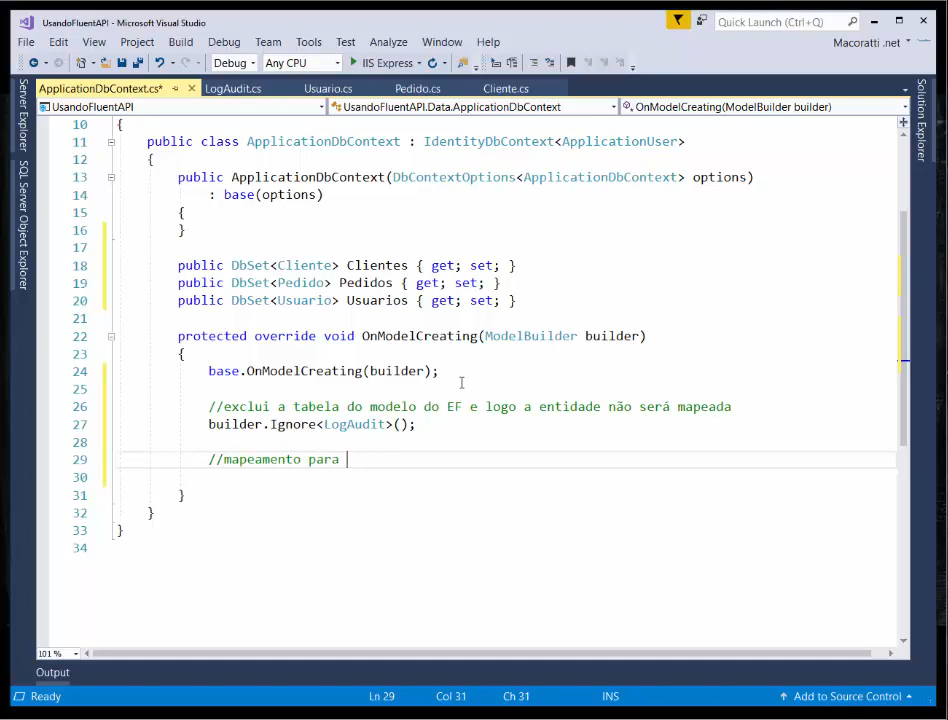 UsandoFluentAPI - Microsoft Visual Studio
Quick Launch (Ctrl+Q)
File Edit View Project Build Debug Team Tools Test Analyze Window Help
Macoratti .net
Debug Any CPU IIS Express
ApplicationDbContext.cs* LogAudit.cs Usuario.cs Pedido.cs Cliente.cs
UsandoFluentAPI UsandoFluentAPI.Data.ApplicationDbContext OnModelCreating(ModelBuilder builder)
Server Explorer
SQL Server Object Explorer
Solution Explorer
10 {
11 public class ApplicationDbContext : IdentityDbContext<ApplicationUser>
12 {
13 public ApplicationDbContext(DbContextOptions<ApplicationDbContext> options)
14 : base(options)
15 {
16 }
17
18 public DbSet<Cliente> Clientes { get; set; }
19 public DbSet<Pedido> Pedidos { get; set; }
20 public DbSet<Usuario> Usuarios { get; set; }
21
22 protected override void OnModelCreating(ModelBuilder builder)
23 {
24 base.OnModelCreating(builder);
25
26 //exclui a tabela do modelo do EF e logo a entidade não será mapeada
27 builder.Ignore<LogAudit>();
28
29 //mapeamento para
30
31 }
32 }
33 }
34
101 %
Output
Ready Ln 29 Col 31 Ch 31 INS Add to Source Control